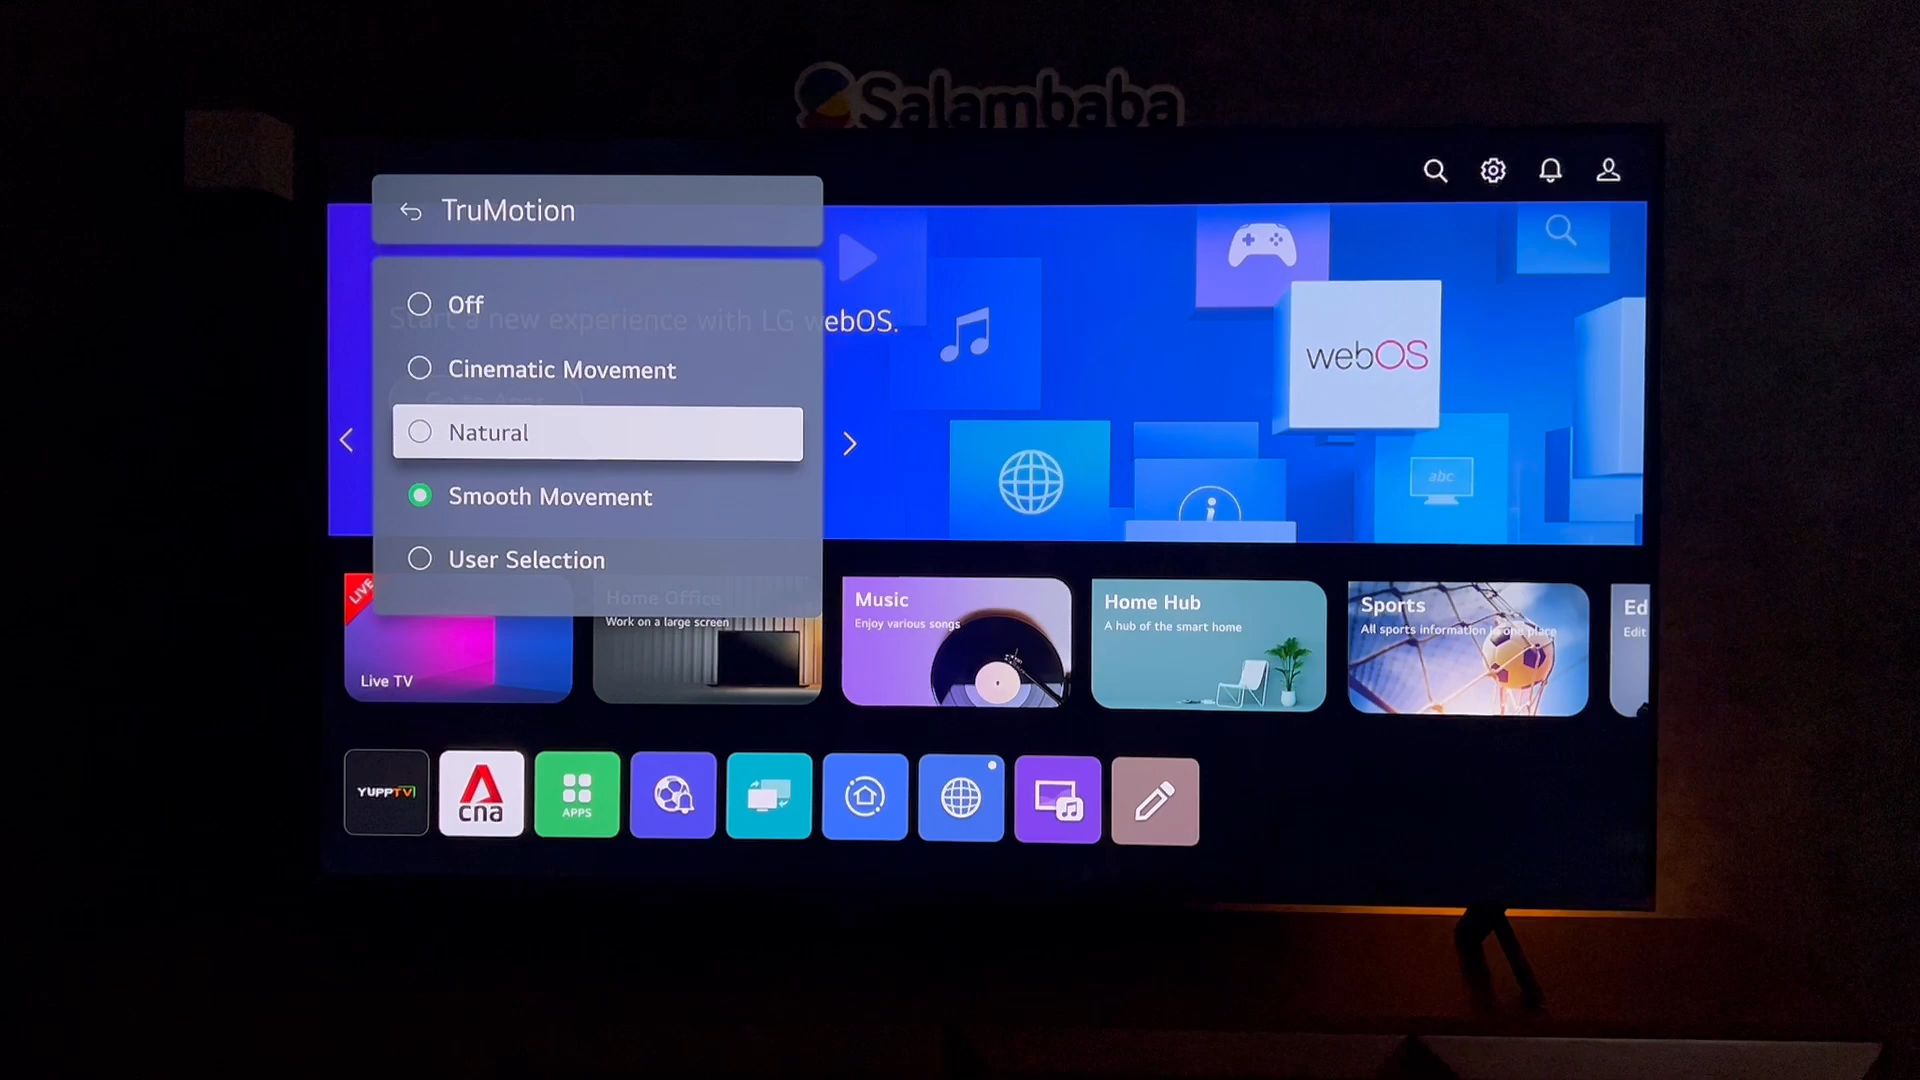 Salambaba
TruMotion
Off
Start a new experience with LG webOS.
Cinematic Movement
Natural
Smooth Movement
User Selection
webOS
abc
i
LIVE
Live TV
Home Office
Work on a large screen
Music
Enjoy various songs
Home Hub
A hub of the smart home
Sports
All sports information in one place
Ed
Edit
YUPPTV
cna
APPS